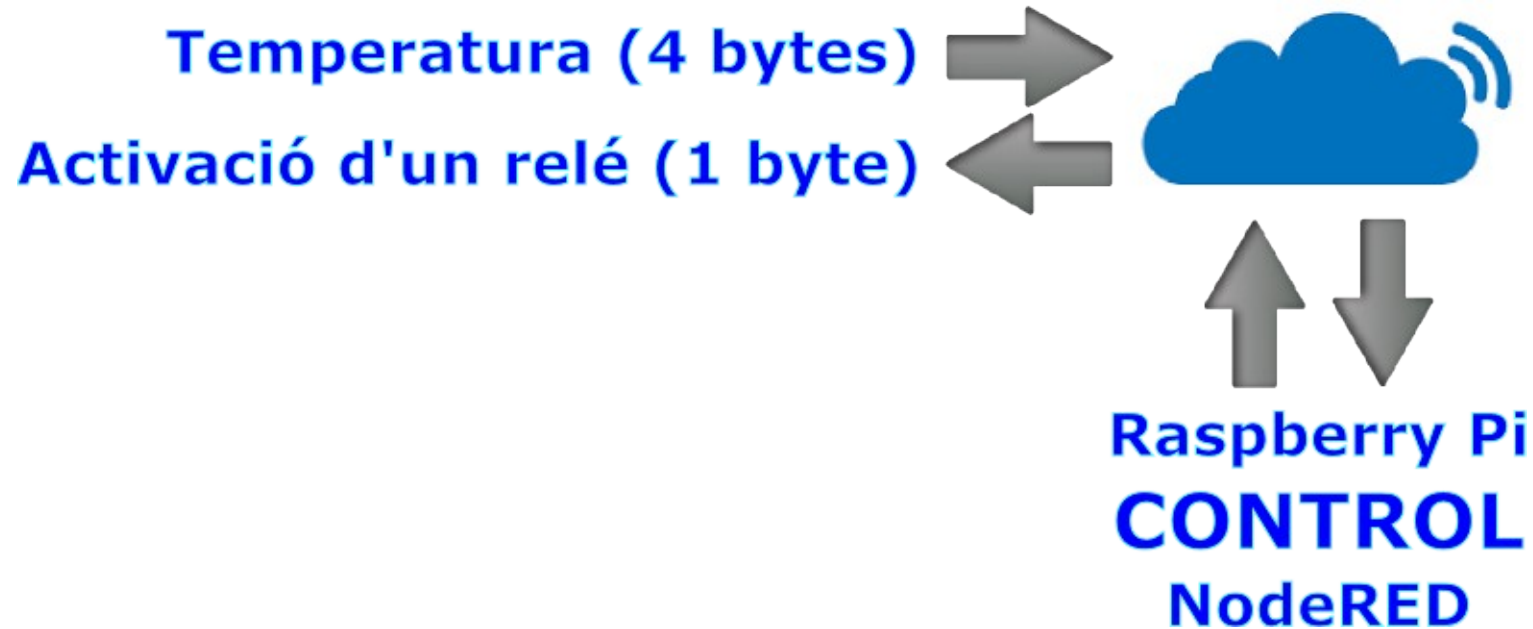 Temperatura (4 bytes)
Activació d'un relé (1 byte)
Raspberry Pi
CONTROL
NodeRED